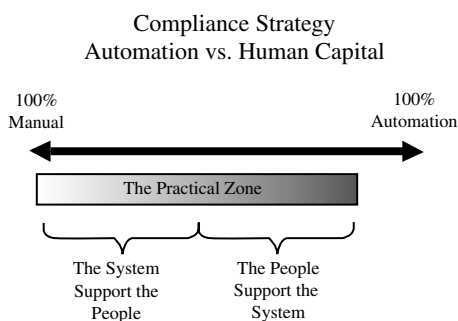 Compliance Strategy
Automation vs. Human Capital
100%
Manual
100%
Automation
The Practical Zone
The System
Support the
People
The People
Support the
System